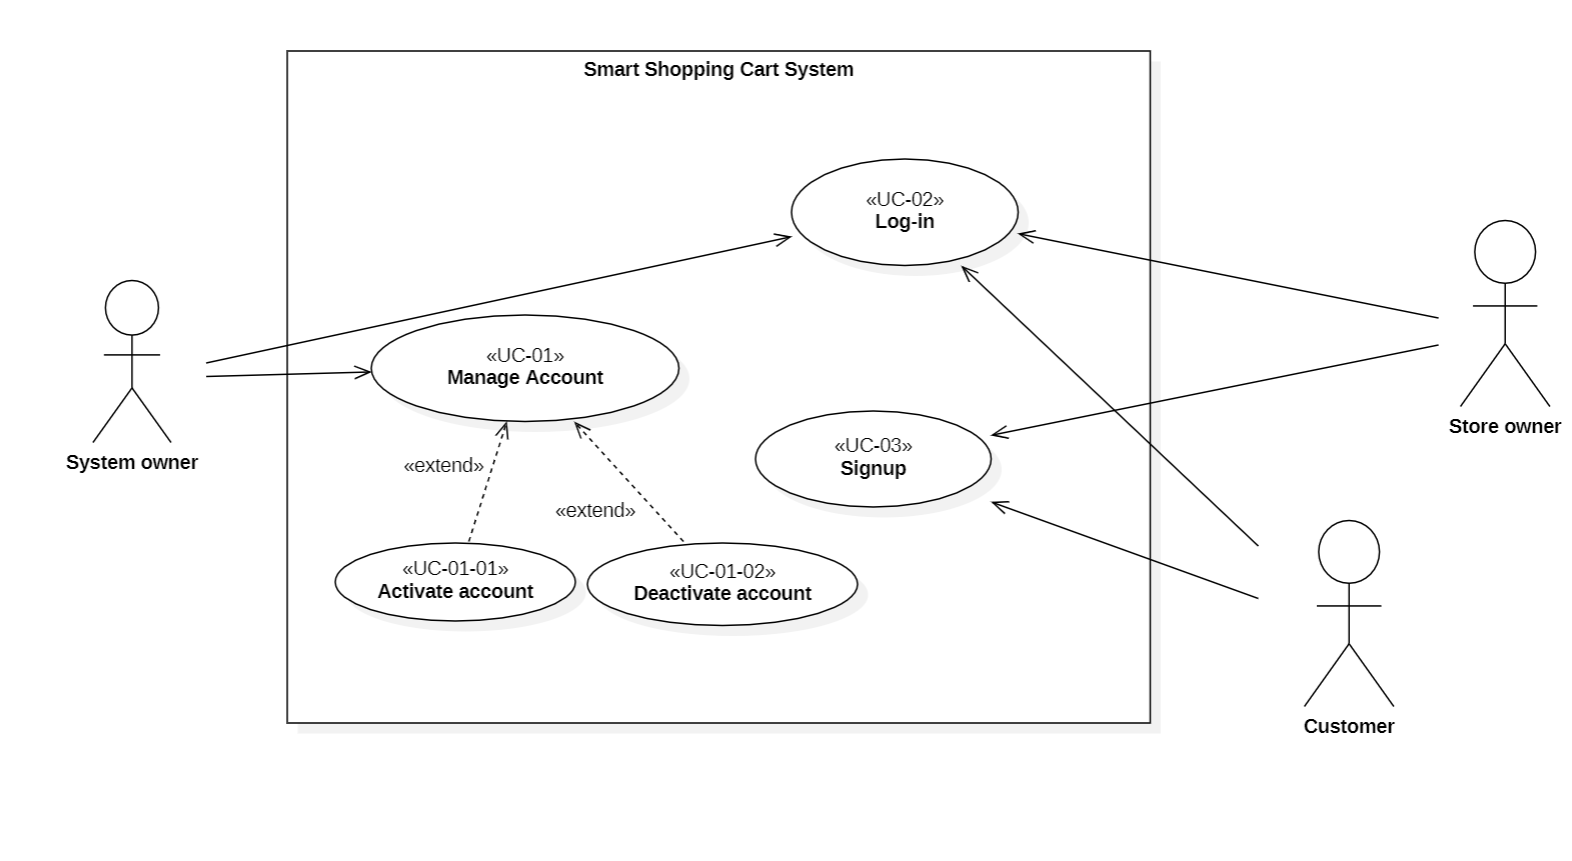 Smart Shopping Cart System
«UC-02»
Log-in
«UC-01»
Manage Account
Store owner
«UC-03»
Signup
System owner
«extend»
«extend»
«UC-01-01»
Activate account
«UC-01-02»
Deactivate account
Customer